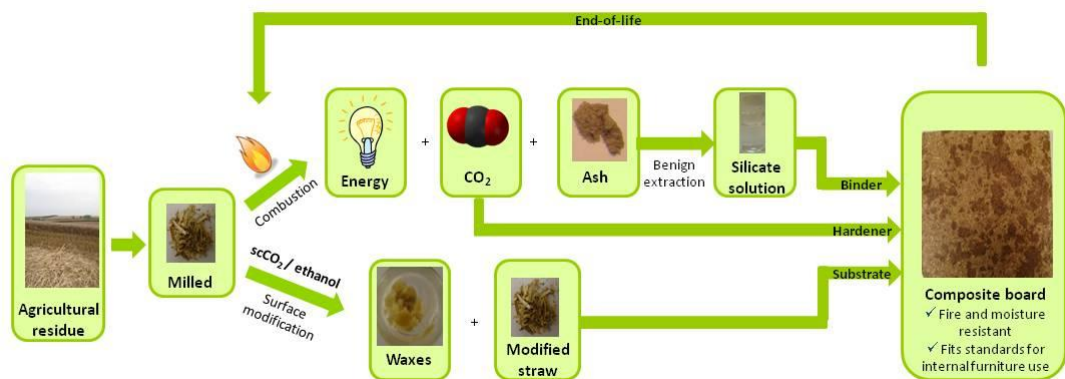 End-of-life
Agricultural
residue
Milled
Combustion
scCO₂ / ethanol
Surface
modification
Energy
+
CO₂
+
Ash
Benign
extraction
Silicate
solution
Waxes
+
Modified
straw
Binder
Hardener
Substrate
Composite board
✓ Fire and moisture
resistant
✓ Fits standards for
internal furniture use